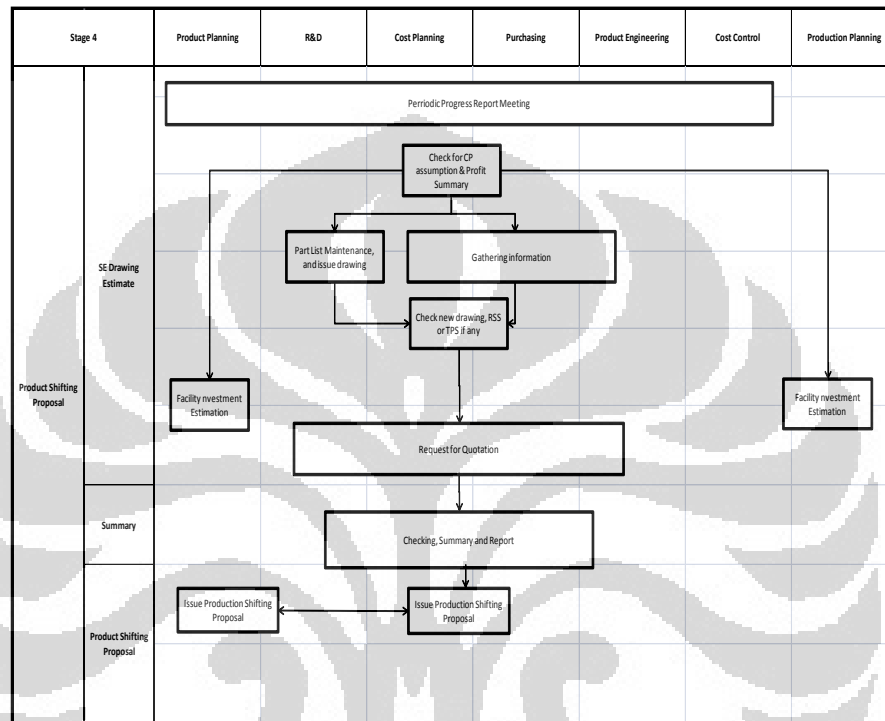 Stage 4
Product Planning
R&D
Cost Planning
Purchasing
Product Engineering
Cost Control
Production Planning
Perriodic Progress Report Meeting
Check for CP
assumption & Profit
Summary
Part List Maintenance,
and issue drawing
Gathering information
SE Drawing
Estimate
Check new drawing, RSS
or TPS if any
Product Shifting
Proposal
Facility nvestment
Estimation
Facility nvestment
Estimation
Request for Quotation
Summary
Checking, Summary and Report
Issue Production Shifting
Proposal
Issue Production Shifting
Proposal
Product Shifting
Proposal